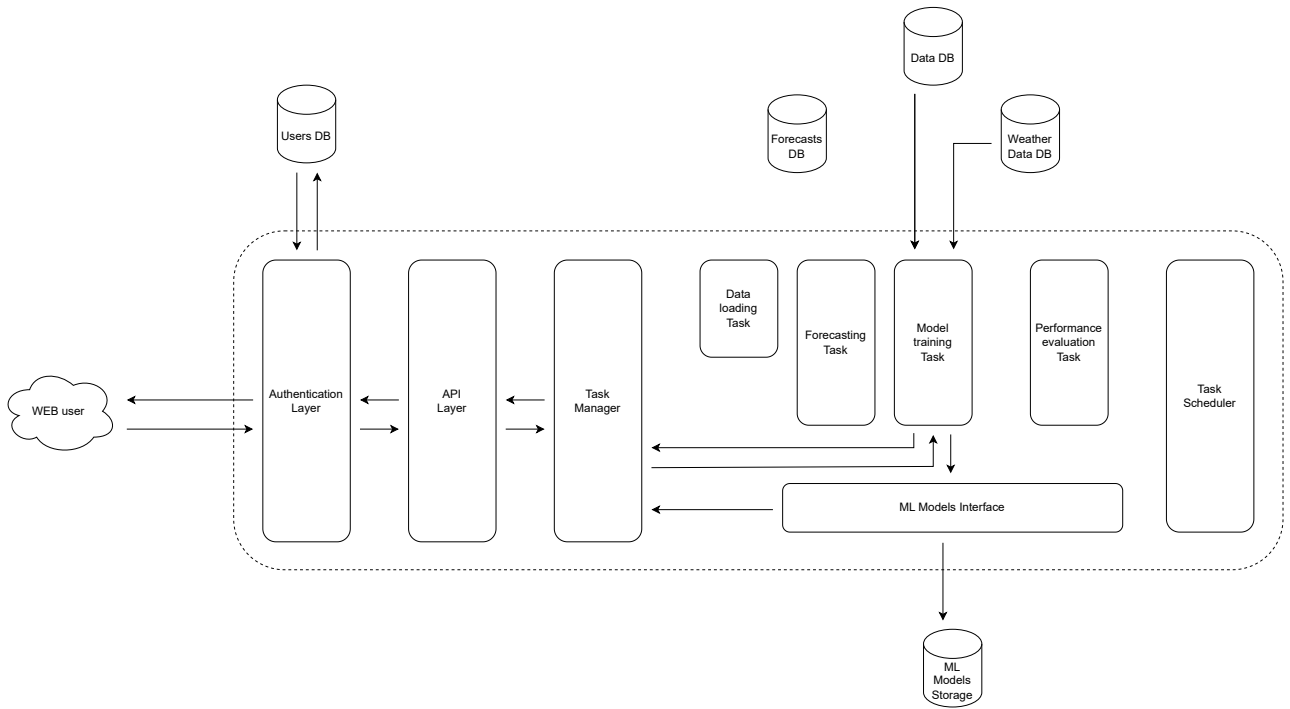 Data DB
Users DB
Forecasts
DB
Weather
Data DB
WEB user
Authentication
Layer
API
Layer
Task
Manager
Data
loading
Task
Forecasting
Task
Model
training
Task
Performance
evaluation
Task
Task
Scheduler
ML Models Interface
ML
Models
Storage